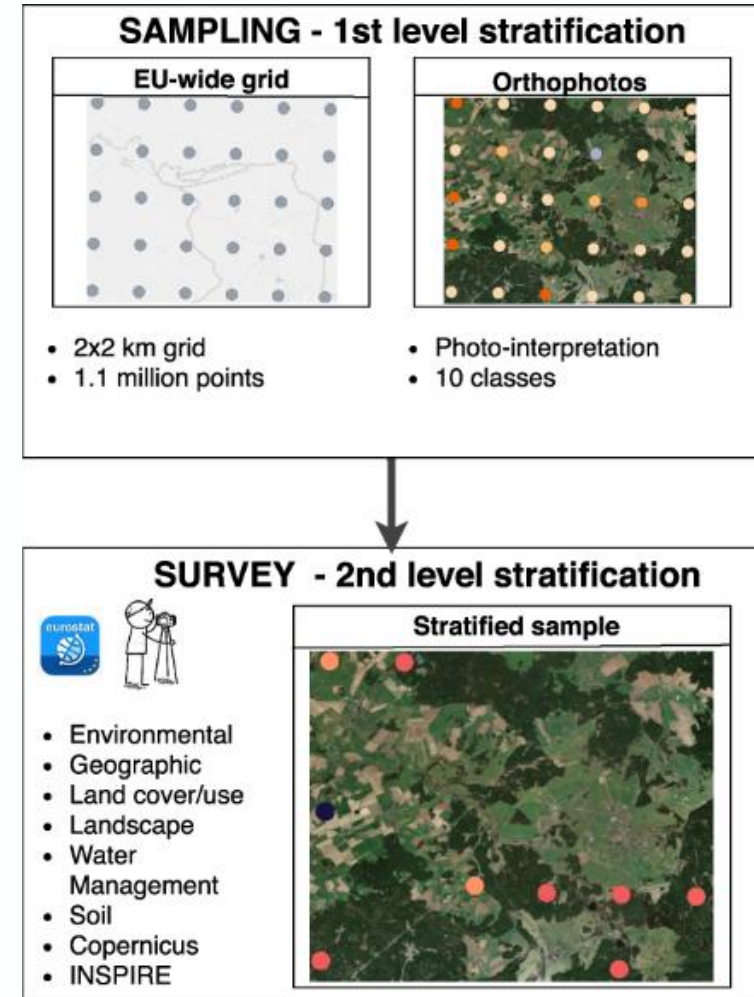 SAMPLING - 1st level stratification
EU-wide grid
Orthophotos
• 2x2 km grid
• 1.1 million points
• Photo-interpretation
• 10 classes
SURVEY - 2nd level stratification
eurostat
Stratified sample
• Environmental
• Geographic
• Land cover/use
• Landscape
• Water
Management
• Soil
• Copernicus
• INSPIRE